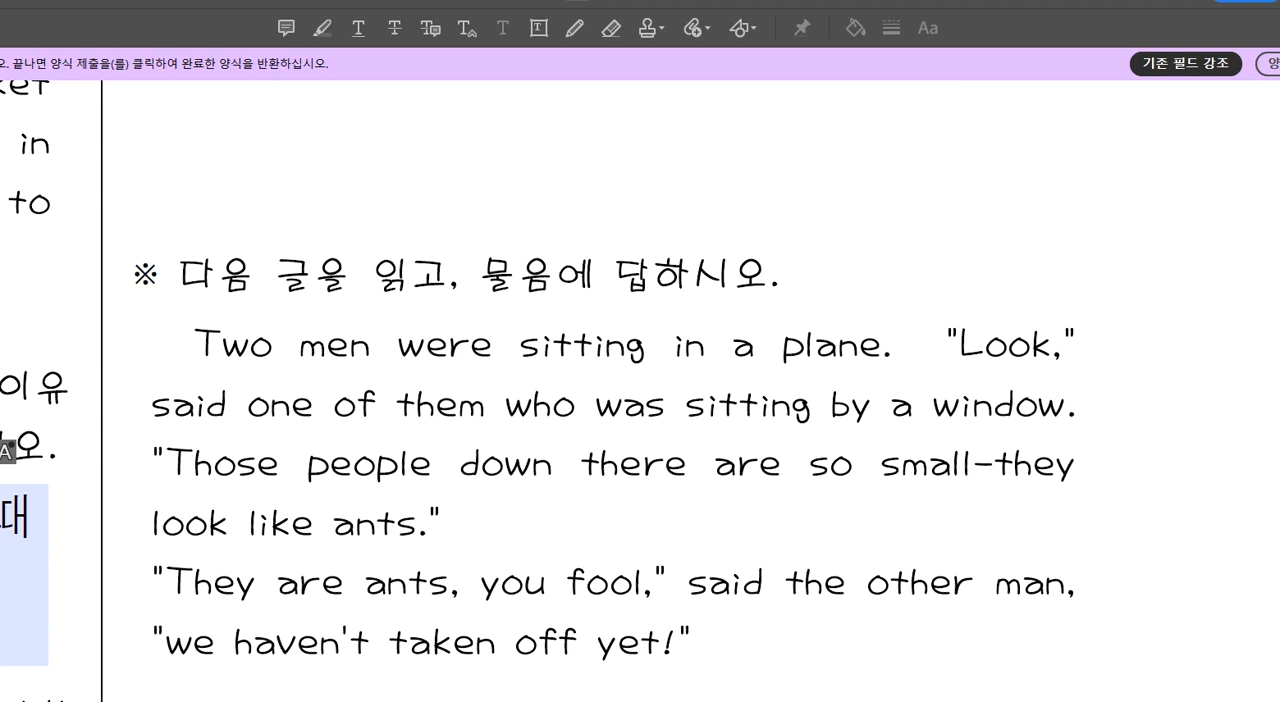 오. 끝나면 양식 제출을(를) 클릭하여 완료한 양식을 반환하십시오.
기존 필드 강조
in
to
※ 다음 글을 읽고, 물음에 답하시오.
Two men were sitting in a plane. "Look,"
said one of them who was sitting by a window.
"Those people down there are so small-they
look like ants."
"They are ants, you fool," said the other man,
"we haven't taken off yet!"
이유
오.
대